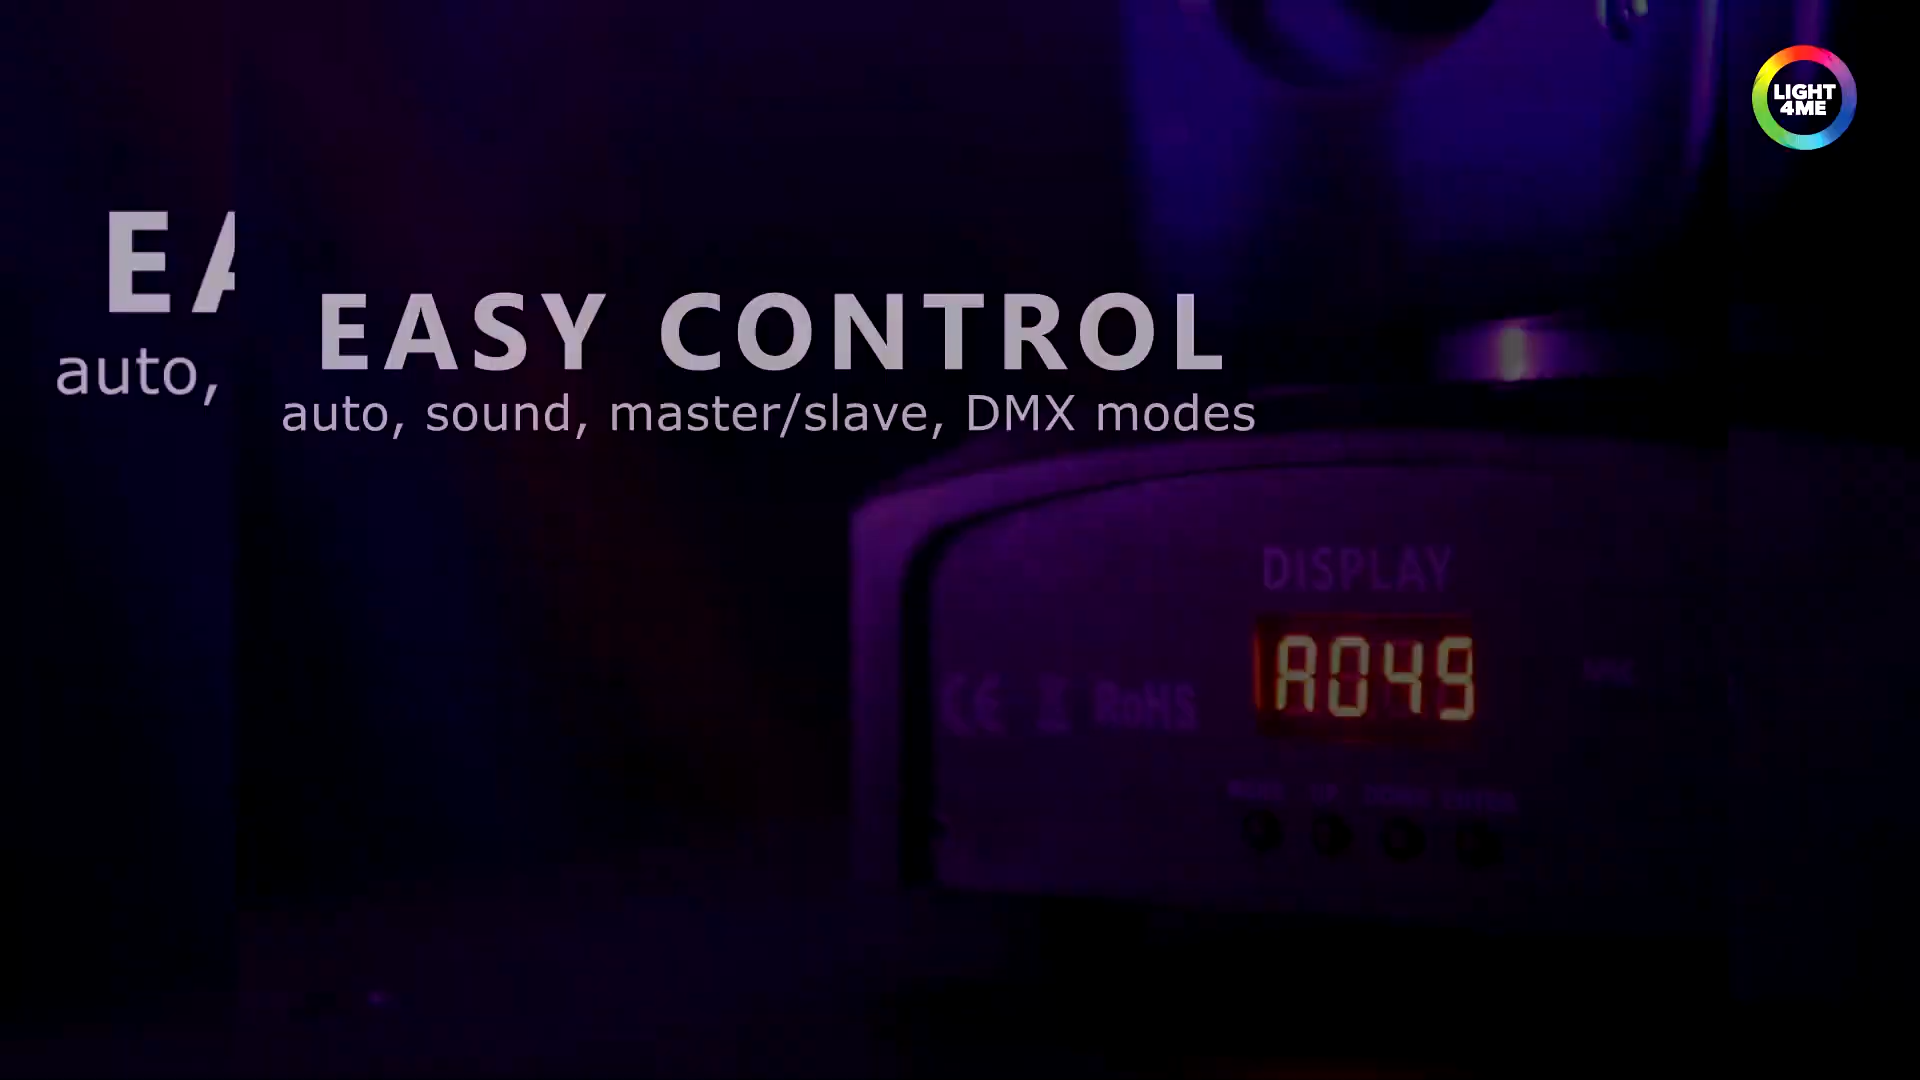 LIGHT
4ME
EA
EASY CONTROL
auto,
auto, sound, master/slave, DMX modes
DISPLAY
A049
CE RoHS